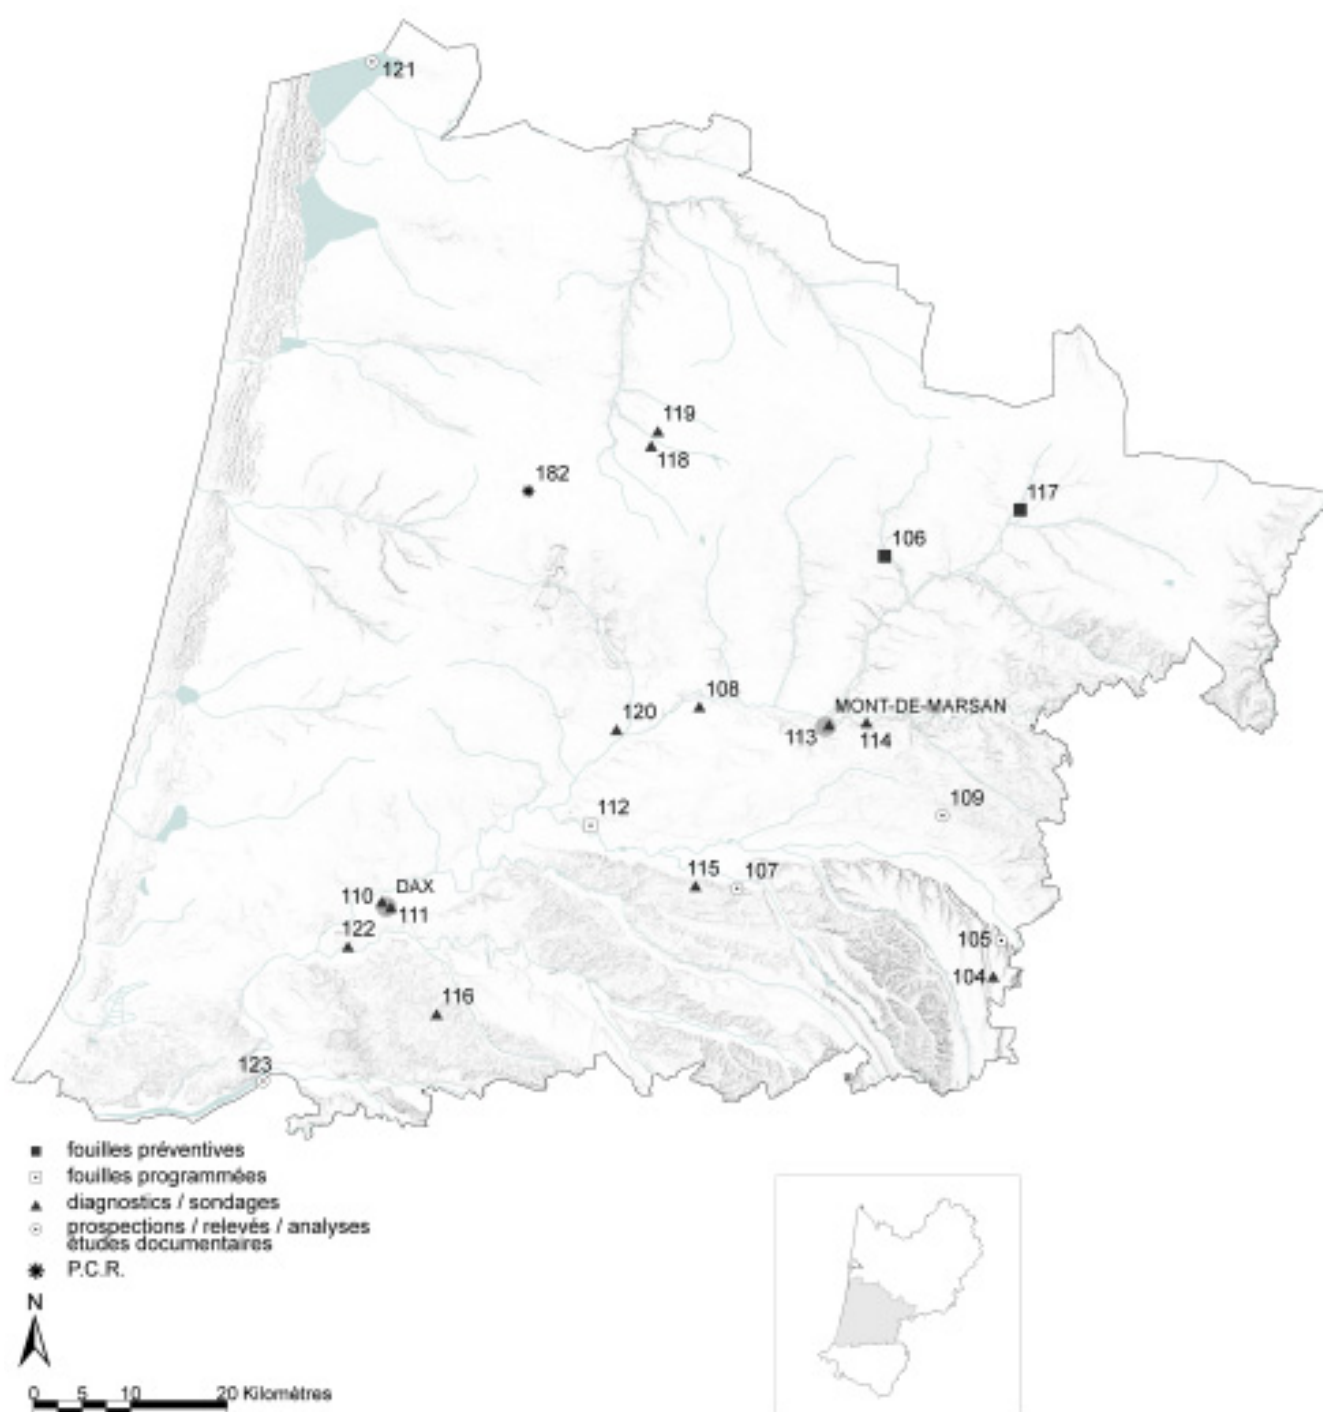 121
119
118
182
117
106
108
MONT-DE-MARSAN
120
113
114
109
112
115
107
110
DAX
111
122
105
104
116
123
fouilles préventives
fouilles programmées
diagnostics / sondages
prospections / relevés / analyses
études documentaires
P.C.R.
N
0 5 10 20 Kilomètres